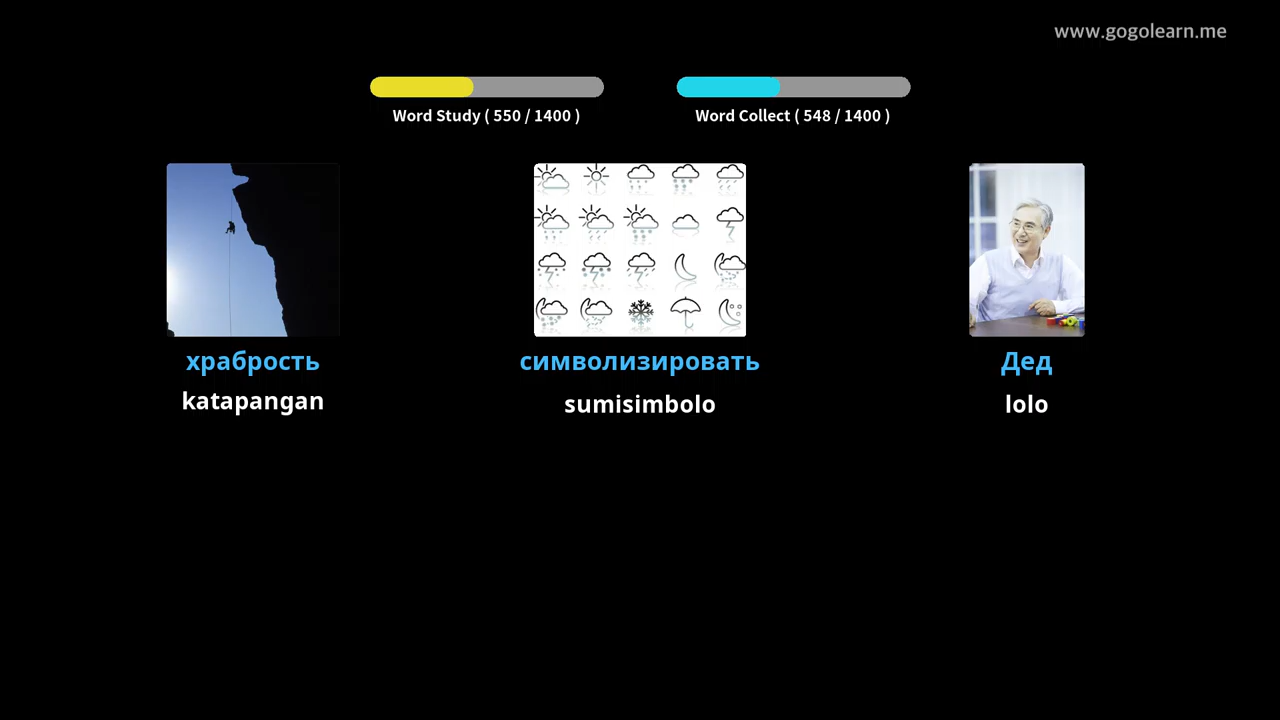 www.gogolearn.me
Word Study ( 550 / 1400 )
Word Collect ( 548 / 1400 )
храбрость
символизировать
Дед
katapangan
sumisimbolo
lolo